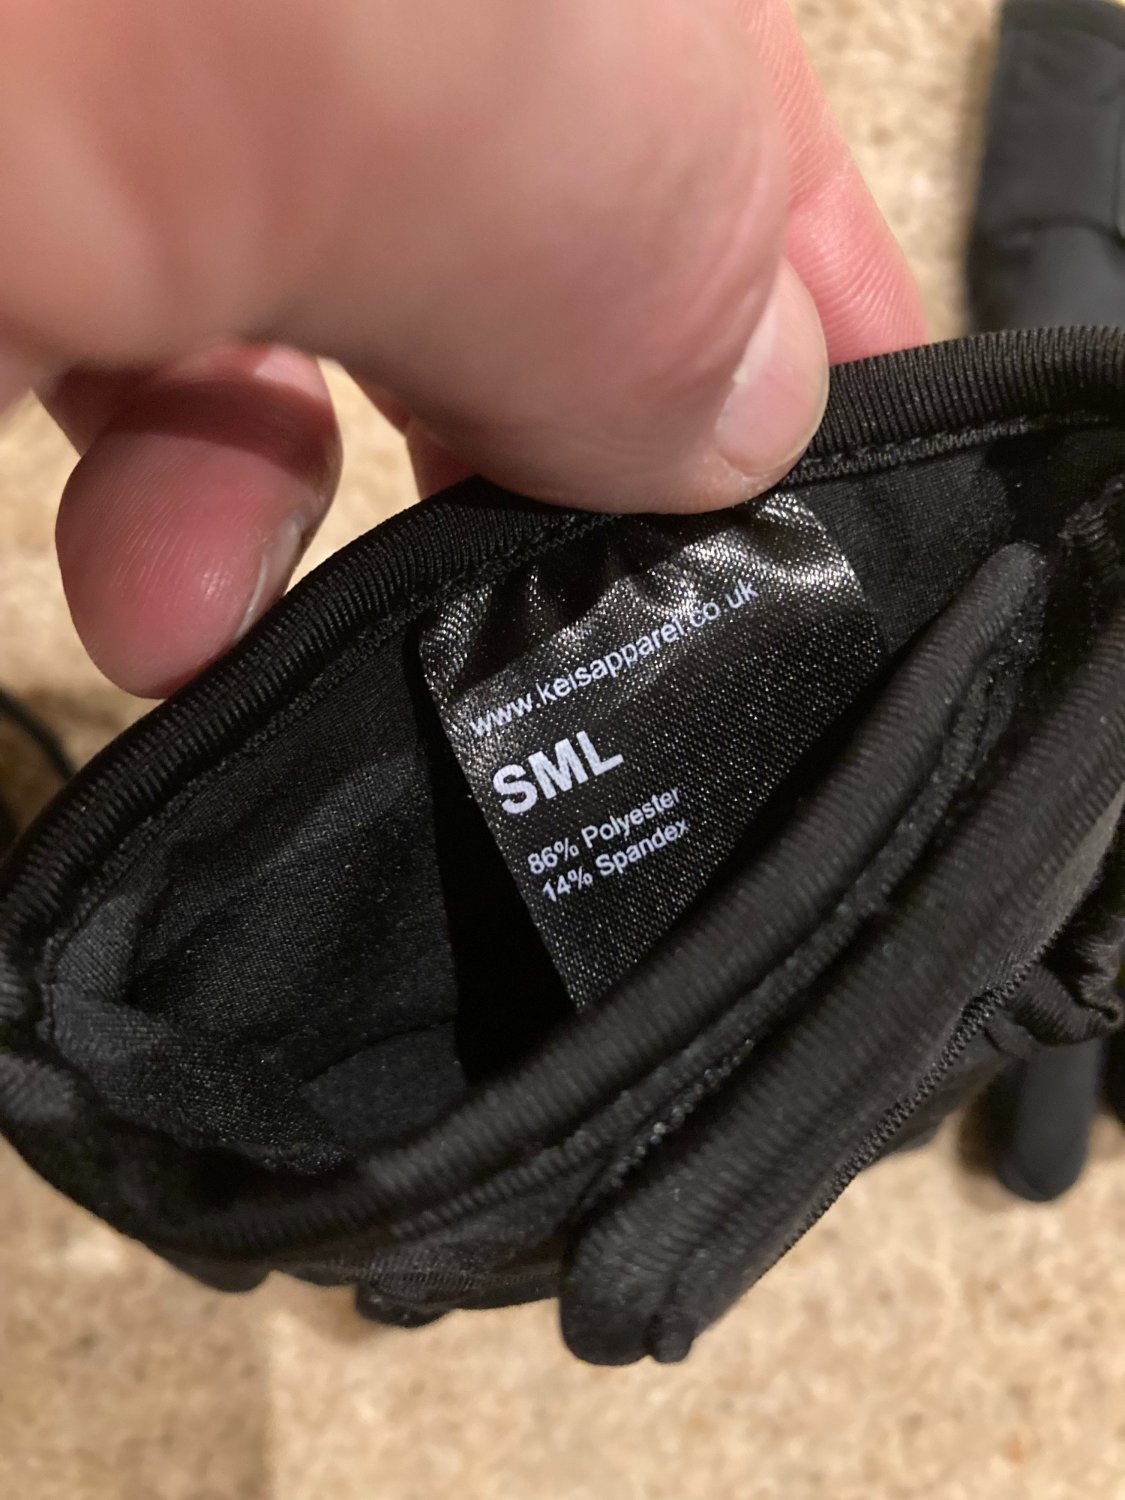 www.keisapparel.co.uk
SML
86% Polyester
14% Spandex